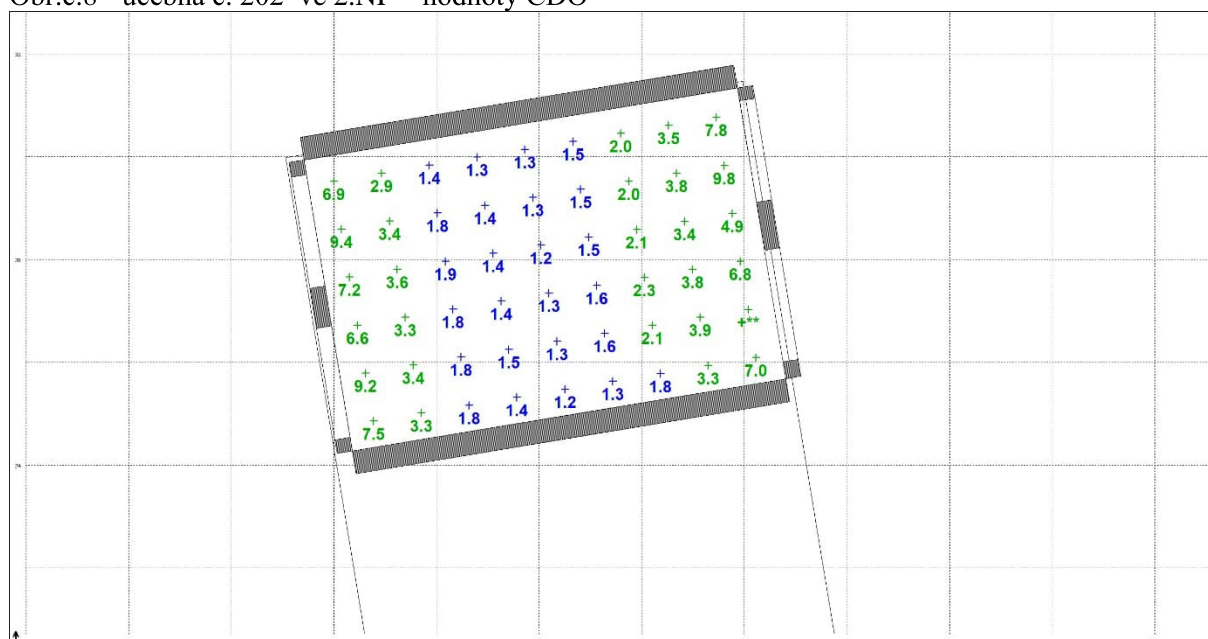 Obr.č.8 učebna č. 202 ve 2.NP hodnoty ČDO
6.9 2.9 1.4 1.3 1.3 1.5 2.0 3.5 7.8
9.4 3.4 1.8 1.4 1.3 1.5 2.0 3.8 9.8
7.2 3.6 1.9 1.4 1.2 1.5 2.1 3.4 4.9
6.6 3.3 1.8 1.4 1.3 1.6 2.3 3.8 6.8
9.2 3.4 1.8 1.5 1.3 1.6 2.1 3.9 +**
7.5 3.3 1.8 1.4 1.2 1.3 1.8 3.3 7.0